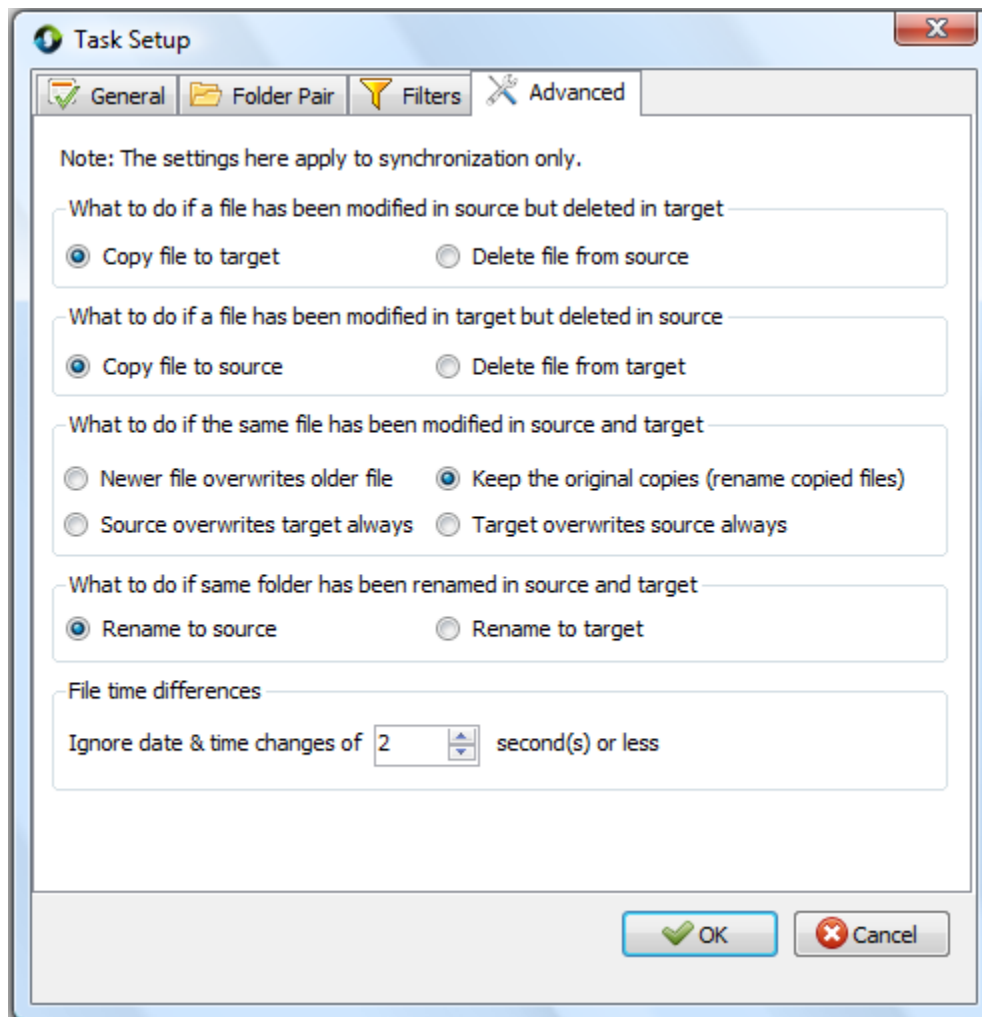 Task Setup
General Folder Pair Filters Advanced
Note: The settings here apply to synchronization only.
What to do if a file has been modified in source but deleted in target
Copy file to target Delete file from source
What to do if a file has been modified in target but deleted in source
Copy file to source Delete file from target
What to do if the same file has been modified in source and target
Newer file overwrites older file Keep the original copies (rename copied files)
Source overwrites target always Target overwrites source always
What to do if same folder has been renamed in source and target
Rename to source Rename to target
File time differences
Ignore date & time changes of 2 second(s) or less
OK Cancel